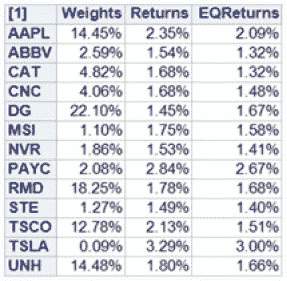 [1] Weights Returns EQReturns
AAPL 14.45% 2.35% 2.09%
ABBV 2.59% 1.54% 1.32%
CAT 4.82% 1.68% 1.32%
CNC 4.06% 1.68% 1.48%
DG 22.10% 1.45% 1.67%
MSI 1.10% 1.75% 1.58%
NVR 1.86% 1.53% 1.41%
PAYC 2.08% 2.84% 2.67%
RMD 18.25% 1.78% 1.68%
STE 1.27% 1.49% 1.40%
TSCO 12.78% 2.13% 1.51%
TSLA 0.09% 3.29% 3.00%
UNH 14.48% 1.80% 1.66%